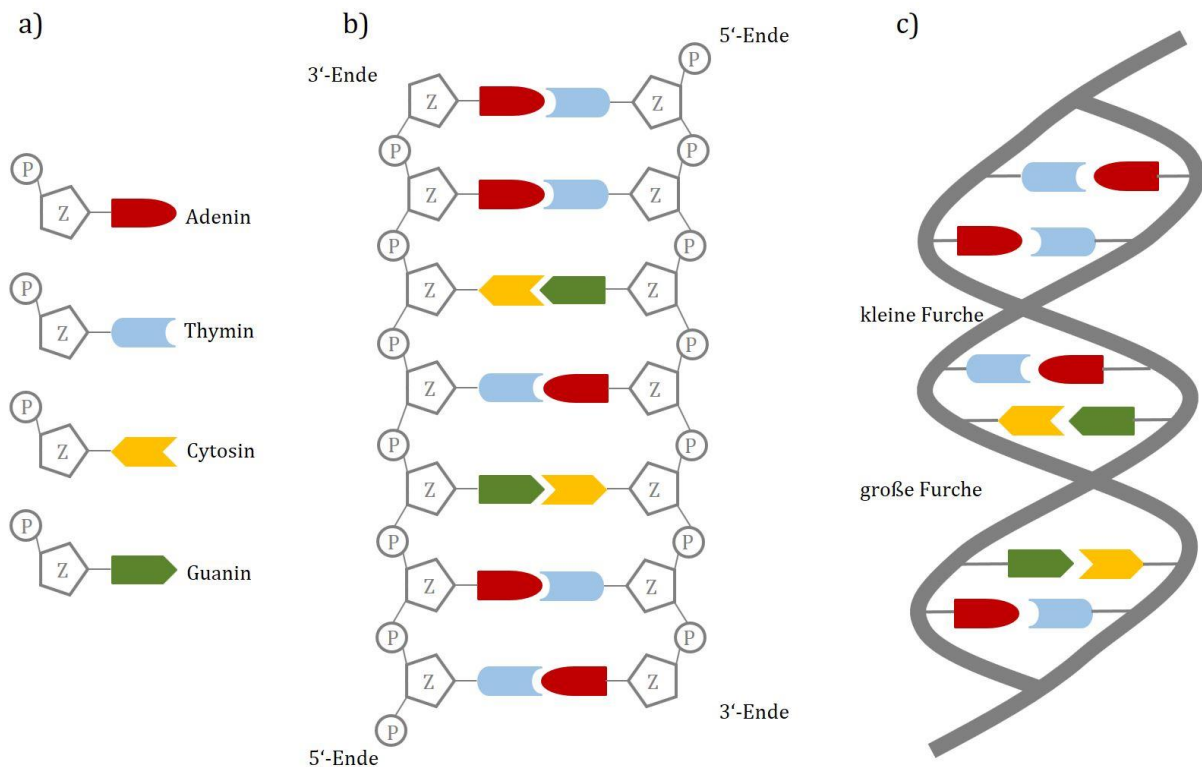 a)
P
Z
Adenin
P
Z
Thymin
P
Z
Cytosin
P
Z
Guanin
b)
5‘-Ende
3‘-Ende
P
Z
Z
P
P
Z
Z
P
P
Z
Z
P
P
Z
Z
P
P
Z
Z
P
P
Z
Z
P
P
Z
Z
P
3‘-Ende
5‘-Ende
c)
kleine Furche
große Furche